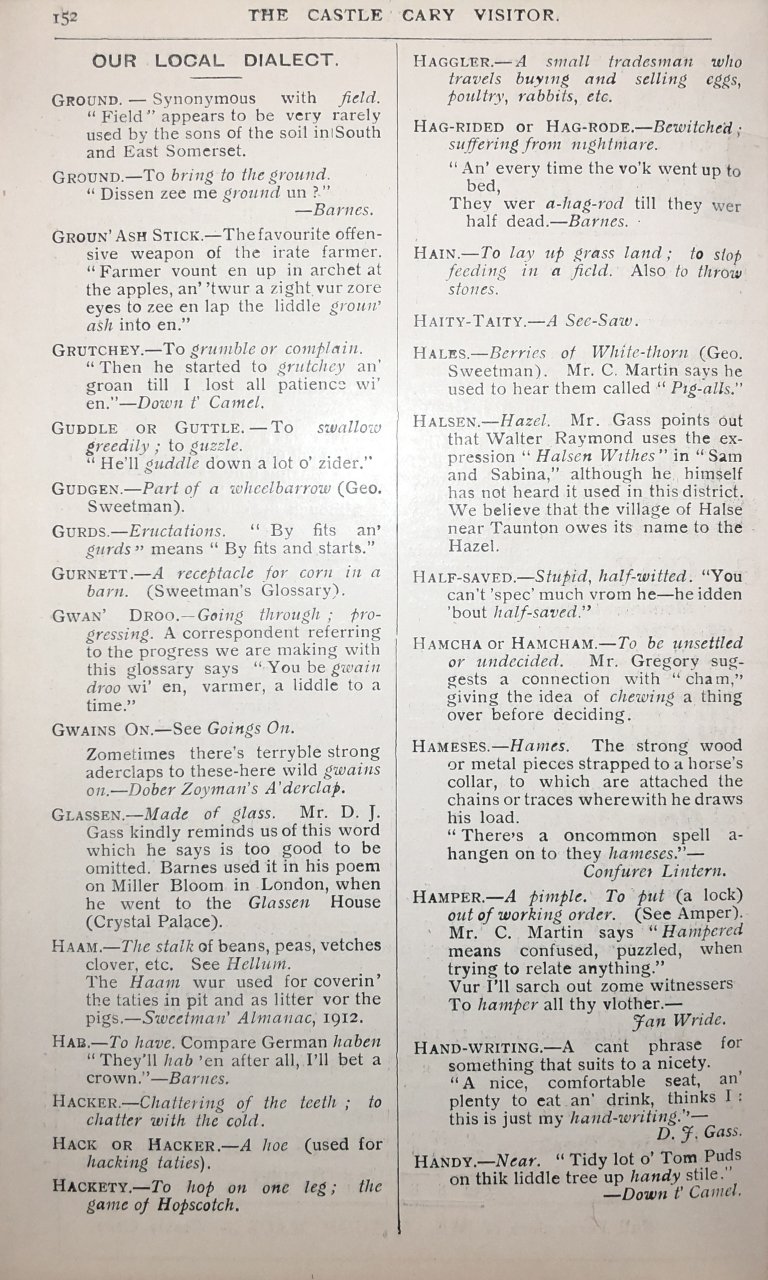 152
THE CASTLE CARY VISITOR.
OUR LOCAL DIALECT.
GROUND. — Synonymous with field.
“ Field ” appears to be very rarely
used by the sons of the soil in South
and East Somerset.
GROUND.—To bring to the ground.
“ Dissen zee me ground un ? ”
—Barnes.
GROUN’ ASH STICK.—The favourite offen-
sive weapon of the irate farmer.
“ Farmer vount en up in archet at
the apples, an’ ’twur a zight vur zore
eyes to zee en lap the liddle groun’
ash into en.”
GRUTCHEY.—To grumble or complain.
“ Then he started to grutchey an’
groan till I lost all patience wi’
en.”—Down t’ Camel.
GUDDLE OR GUTTLE. — To swallow
greedily ; to guzzle.
“ He’ll guddle down a lot o’ zider.”
GUDGEN.—Part of a wheelbarrow (Geo.
Sweetman).
GURDS.—Eructations. “ By fits an’
gurds ” means “ By fits and starts.”
GURNETT.—A receptacle for corn in a
barn. (Sweetman’s Glossary).
GWAN’ DROO.—Going through ; pro-
gressing. A correspondent referring
to the progress we are making with
this glossary says “ You be gwain
droo wi’ en, varmer, a liddle to a
time.”
GWAINS ON.—See Goings On.
Zometimes there’s terryble strong
aderclaps to these-here wild gwains
on.—Dober Zoyman’s A’derclap.
GLASSEN.—Made of glass. Mr. D. J.
Gass kindly reminds us of this word
which he says is too good to be
omitted. Barnes used it in his poem
on Miller Bloom in London, when
he went to the Glassen House
(Crystal Palace).
HAAM.—The stalk of beans, peas, vetches
clover, etc. See Hellum.
The Haam wur used for coverin’
the taties in pit and as litter vor the
pigs.—Sweetman’ Almanac, 1912.
HAB.—To have. Compare German haben
“ They’ll hab ’en after all, I’ll bet a
crown.”—Barnes.
HACKER.—Chattering of the teeth ; to
chatter with the cold.
HACK OR HACKER.—A hoe (used for
hacking taties).
HACKETY.—To hop on one leg ; the
game of Hopscotch.
HAGGLER.—A small tradesman who
travels buying and selling eggs,
poultry, rabbits, etc.
HAG-RIDED OR HAG-RODE.—Bewitched ;
suffering from nightmare.
“ An’ every time the vo’k went up to
bed,
They wer a-hag-rod till they wer
half dead.—Barnes.
HAIN.—To lay up grass land ; to stop
feeding in a field. Also to throw
stones.
HAITY-TAITY.—A See-Saw.
HALES.—Berries of White-thorn (Geo.
Sweetman). Mr. C. Martin says he
used to hear them called “ Pig-alls.”
HALSEN.—Hazel. Mr. Gass points out
that Walter Raymond uses the ex-
pression “ Halsen Withes ” in “ Sam
and Sabina,” although he himself
has not heard it used in this district.
We believe that the village of Halse
near Taunton owes its name to the
Hazel.
HALF-SAVED.—Stupid, half-witted. “You
can’t ’spec’ much vrom he—he idden
’bout half-saved.”
HAMCHA or HAMCHAM.—To be unsettled
or undecided. Mr. Gregory sug-
gests a connection with “ cham,”
giving the idea of chewing a thing
over before deciding.
HAMESES.—Hames. The strong wood
or metal pieces strapped to a horse’s
collar, to which are attached the
chains or traces wherewith he draws
his load.
“ There’s a oncommon spell a-
hangen on to they hameses.”—
Confurer Lintern.
HAMPER.—A pimple. To put (a lock)
out of working order. (See Amper).
Mr. C. Martin says “ Hampered
means confused, puzzled, when
trying to relate anything.”
Vur I’ll sarch out zome witnessers
To hamper all thy vlother.—
Jan Wride.
HAND-WRITING.—A cant phrase for
something that suits to a nicety.
“ A nice, comfortable seat, an’
plenty to eat an’ drink, thinks I :
this is just my hand-writing.”—
D. J. Gass.
HANDY.—Near. “ Tidy lot o’ Tom Puds
on thik liddle tree up handy stile.”
—Down t’ Camel.